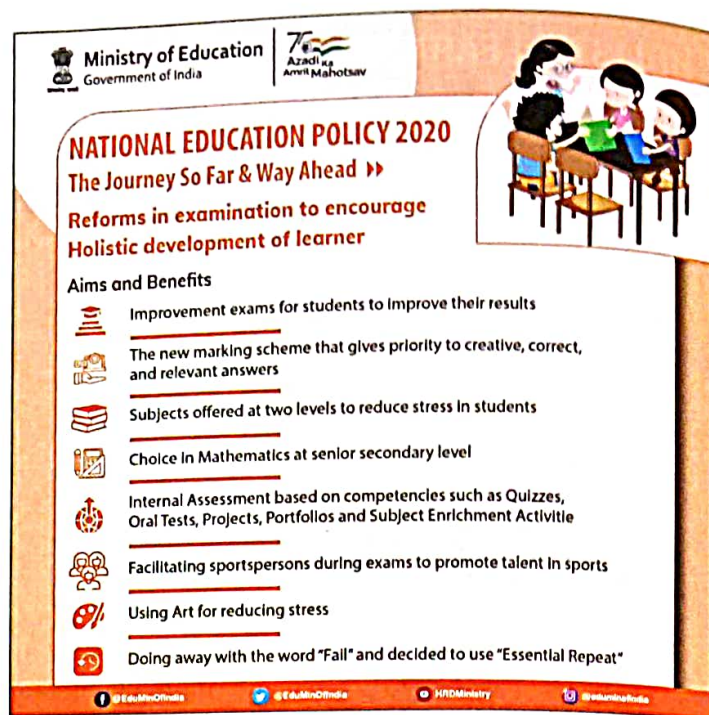 Ministry of Education
Government of India
Azadi Ka
Amrit Mahotsav
NATIONAL EDUCATION POLICY 2020
The Journey So Far & Way Ahead
Reforms in examination to encourage
Holistic development of learner
Aims and Benefits
Improvement exams for students to improve their results
The new marking scheme that gives priority to creative, correct,
and relevant answers
Subjects offered at two levels to reduce stress in students
Choice in Mathematics at senior secondary level
Internal Assessment based on competencies such as Quizzes,
Oral Tests, Projects, Portfolios and Subject Enrichment Activitie
Facilitating sportspersons during exams to promote talent in sports
Using Art for reducing stress
Doing away with the word "Fail" and decided to use "Essential Repeat"
@EduMinOfIndia @EduMinOfIndia HRDMinistry @eduminofindia